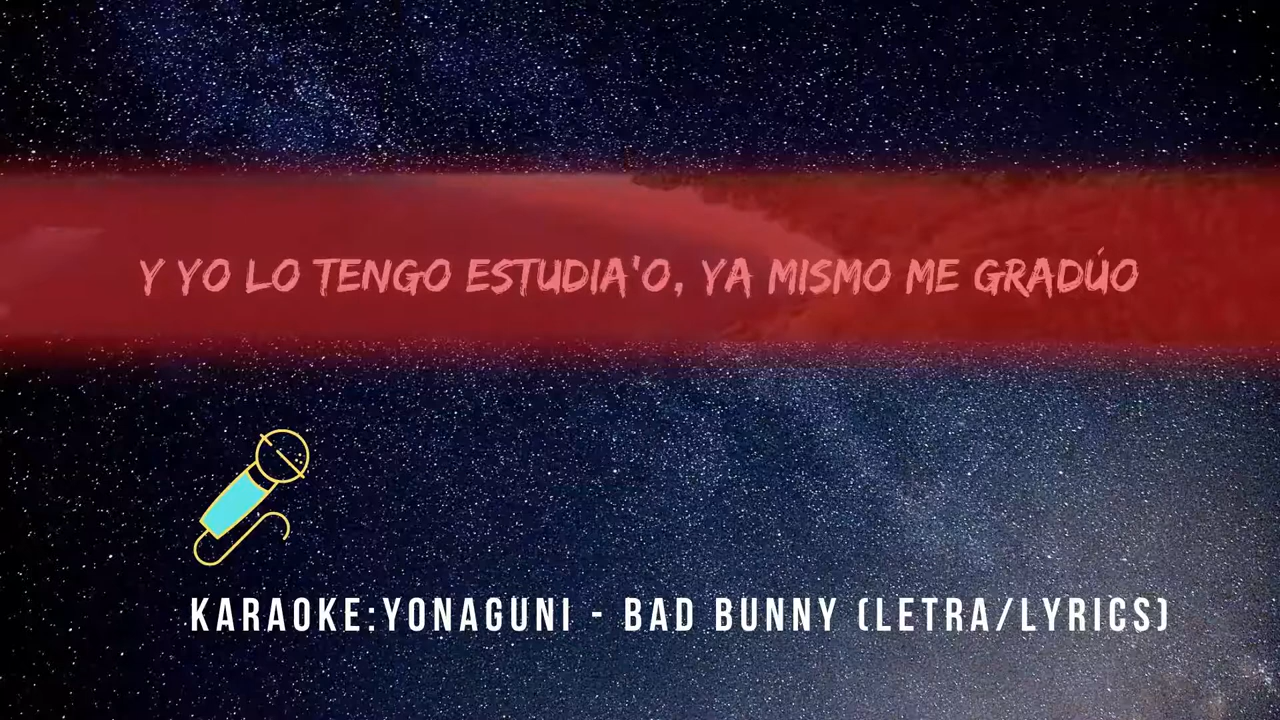 Y YO LO TENGO ESTUDIA'O, YA MISMO ME GRADÚO
KARAOKE:YONAGUNI - BAD BUNNY (LETRA/LYRICS)